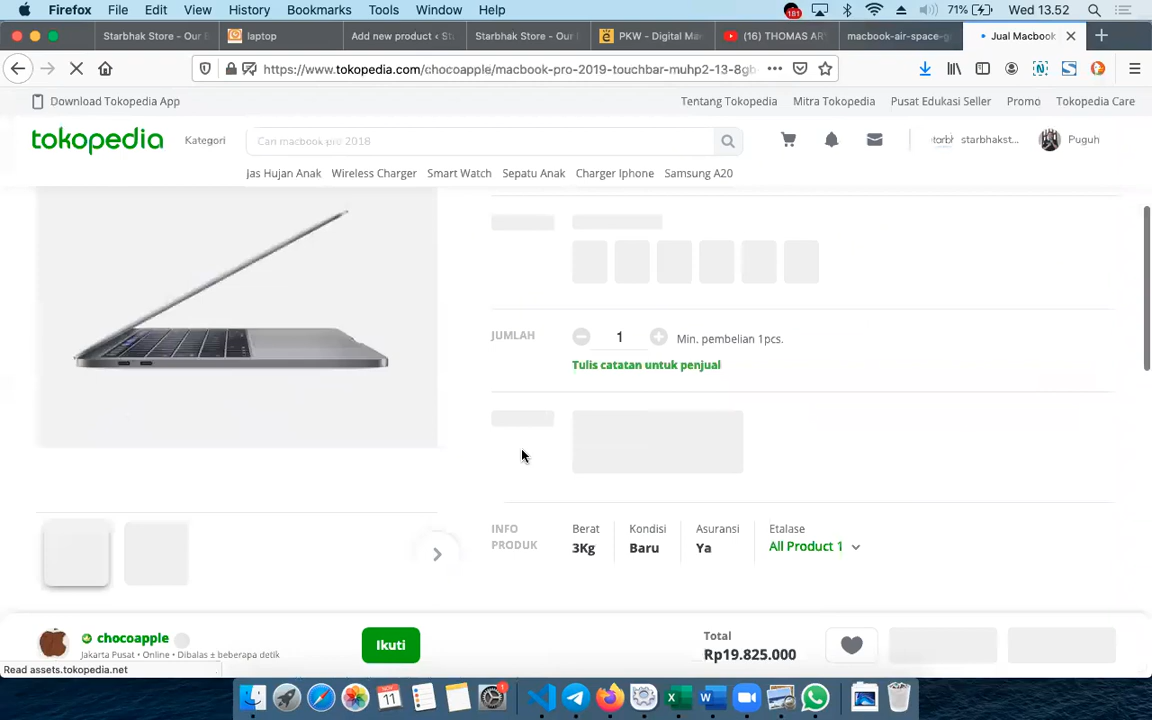 Firefox File Edit View History Bookmarks Tools Window Help 181 71% Wed 13.52
Starbhak Store - Our laptop Add new product ‹ St Starbhak Store - Our PKW - Digital Ma (16) THOMAS AR macbook-air-space- Jual Macbook
https://www.tokopedia.com/chocoapple/macbook-pro-2019-touchbar-muhp2-13-8gb
Download Tokopedia App Tentang Tokopedia Mitra Tokopedia Pusat Edukasi Seller Promo Tokopedia Care
tokopedia Kategori Cari macbook pro 2018 starbhakst... Puguh
Jas Hujan Anak Wireless Charger Smart Watch Sepatu Anak Charger Iphone Samsung A20
JUMLAH 1 Min. pembelian 1pcs.
Tulis catatan untuk penjual
INFO PRODUK Berat Kondisi Asuransi Etalase
3Kg Baru Ya All Product 1
chocoapple Ikuti Total
Jakarta Pusat • Online • Dibalas ± beberapa detik Rp19.825.000
Read assets.tokopedia.net
NOV 11 1